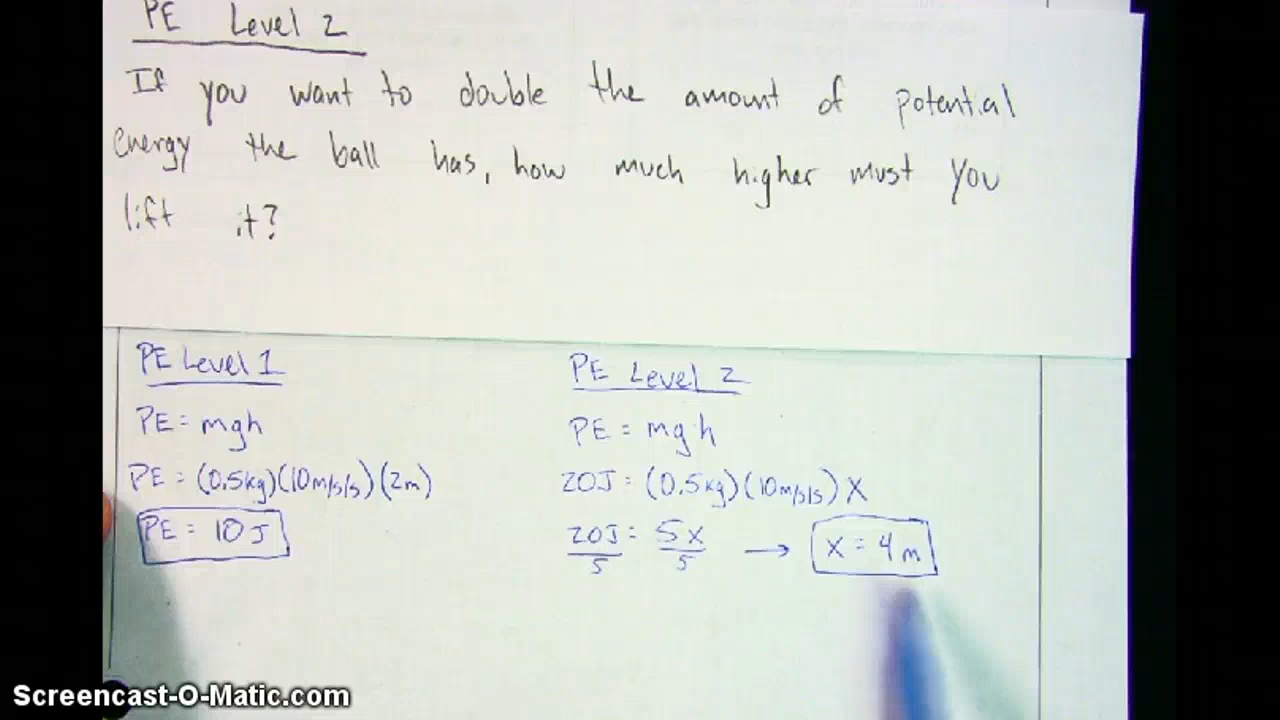 PE Level 2
If you want to double the amount of potential
energy the ball has, how much higher must you
lift it?
PE Level 1
PE = mgh
PE = (0.5kg)(10m/s/s)(2m)
PE = 10J
PE Level 2
PE = mgh
20J = (0.5kg)(10m/s/s)X
20J = 5x → x = 4m
5 5
Screencast-O-Matic.com